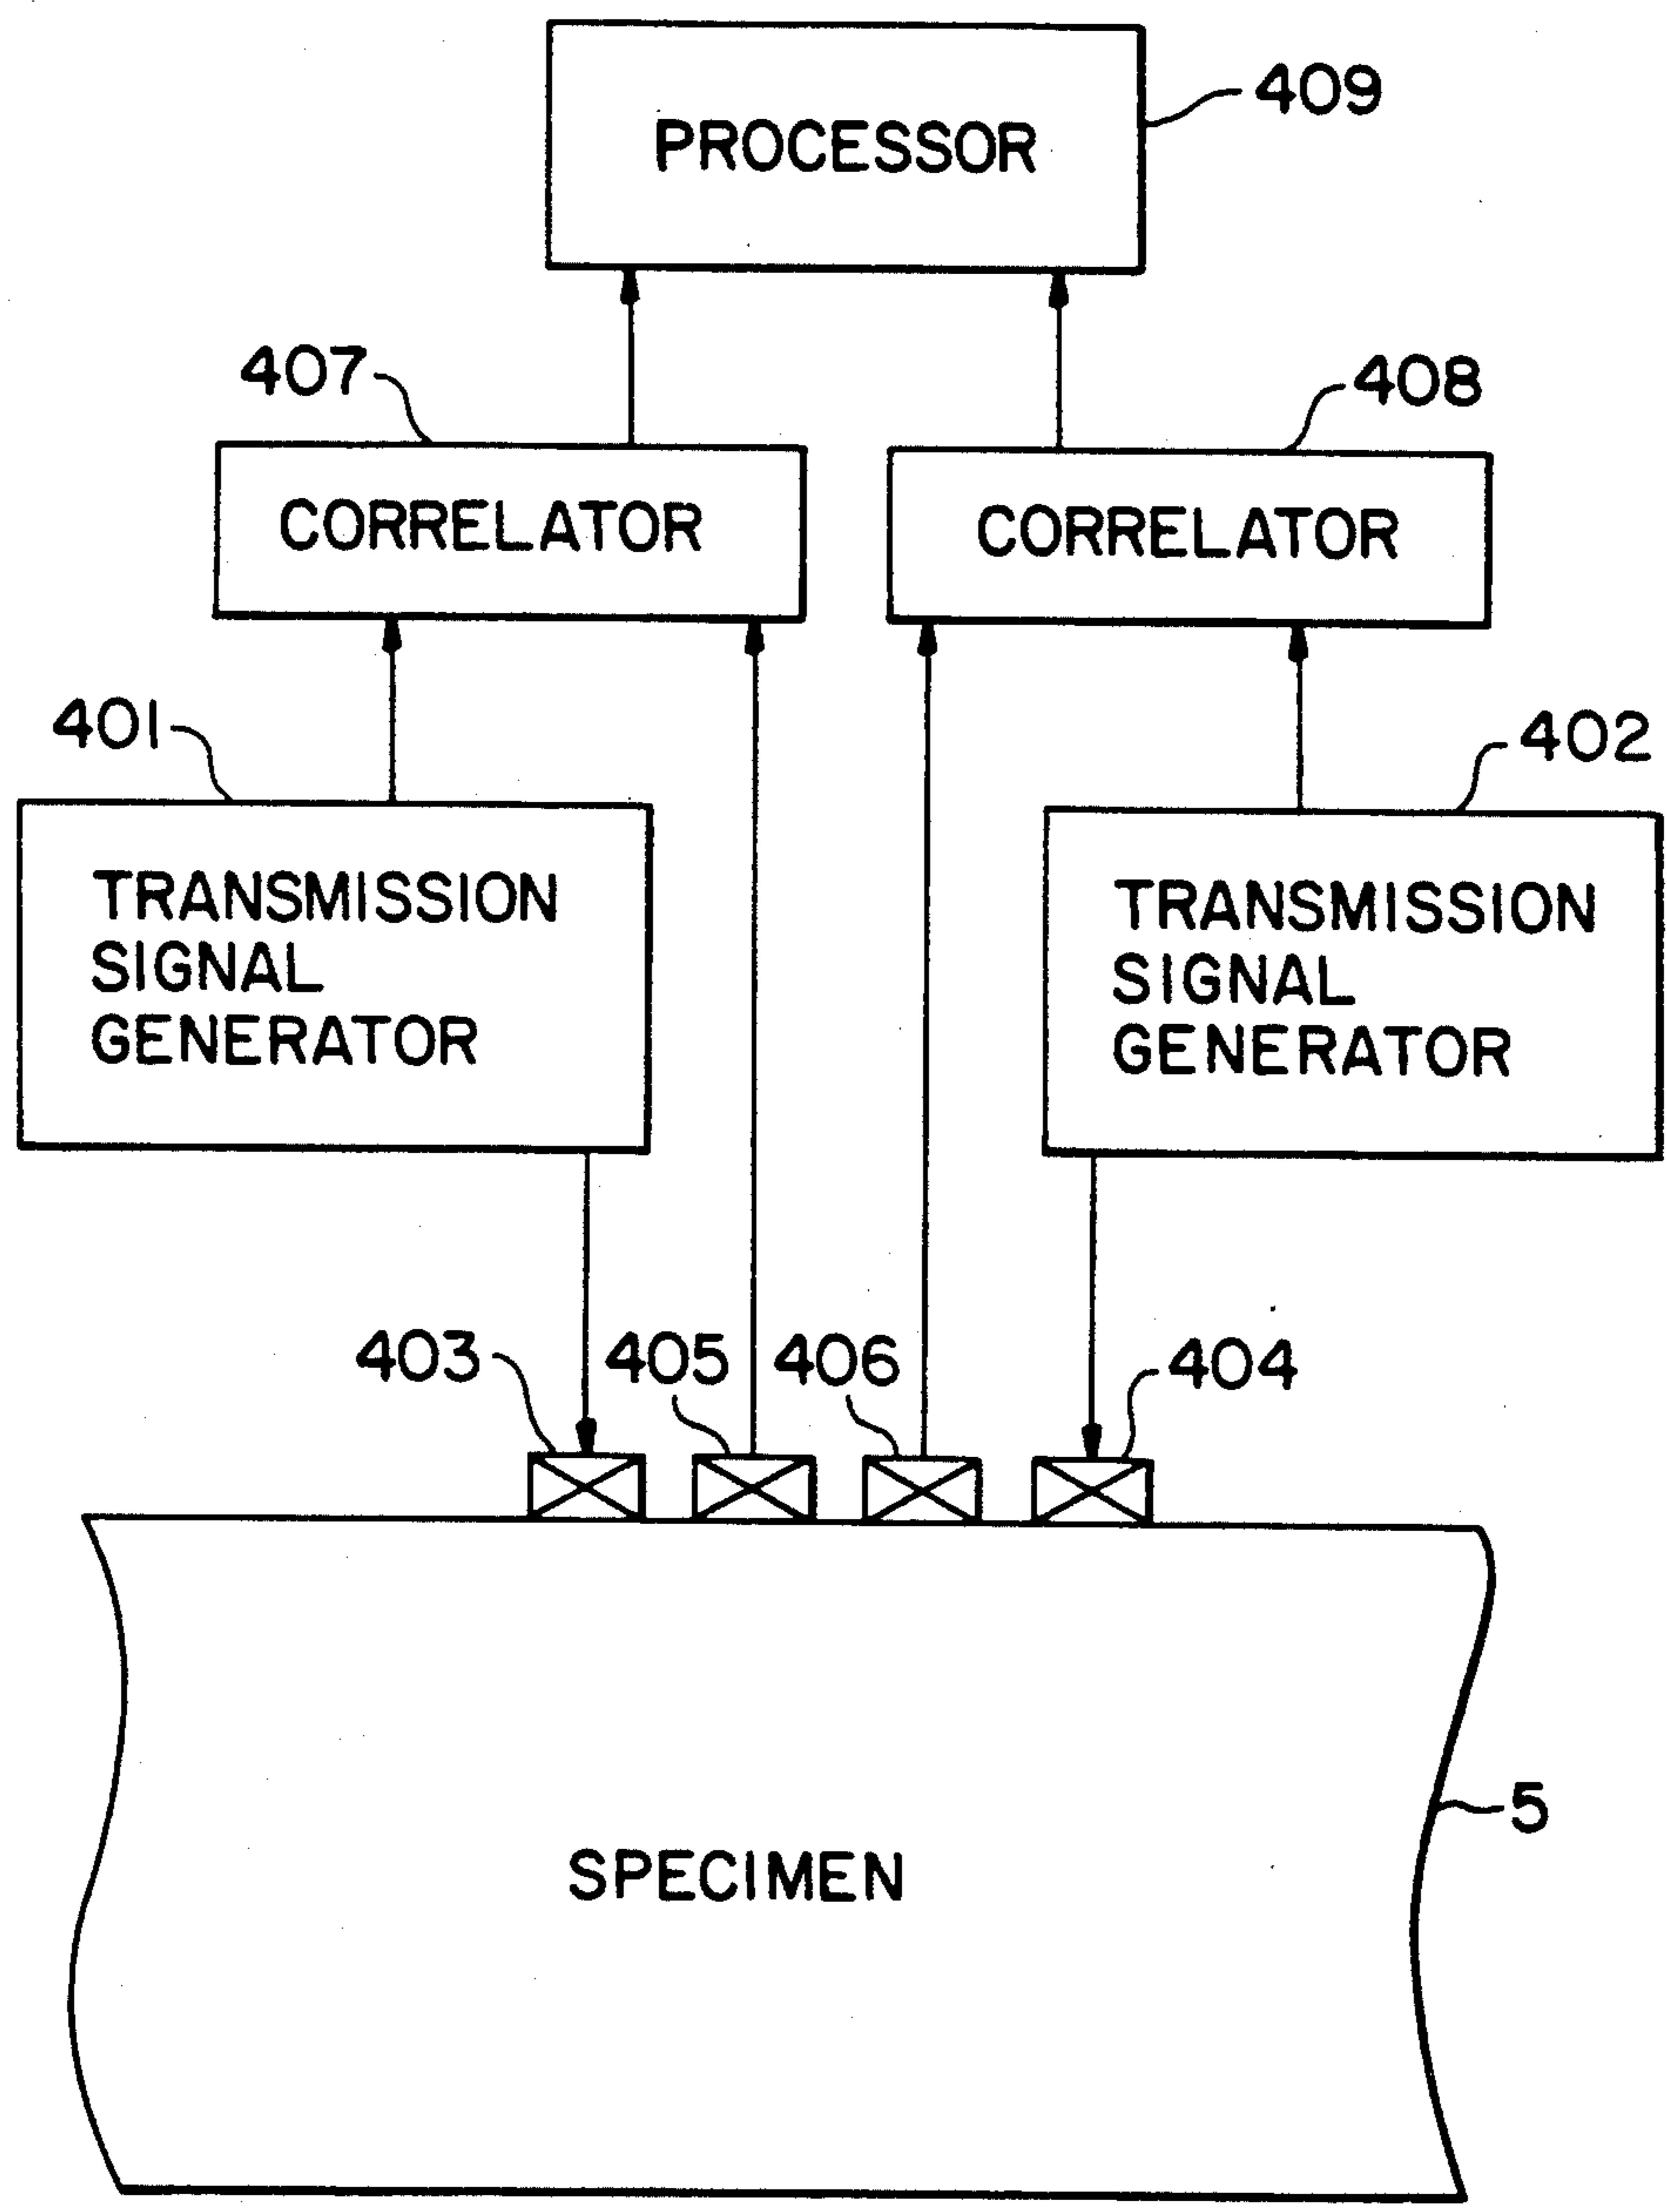 409
PROCESSOR
407
408
CORRELATOR
CORRELATOR
401
402
TRANSMISSION
SIGNAL
GENERATOR
TRANSMISSION
SIGNAL
GENERATOR
403
405
406
404
5
SPECIMEN